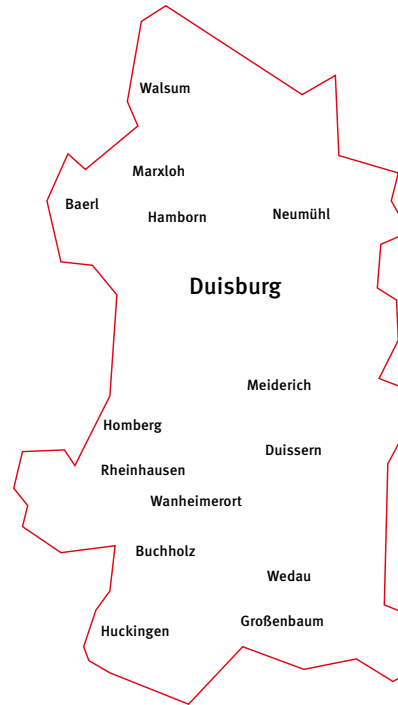 Walsum
Marxloh
Baerl
Hamborn
Neumühl
Duisburg
Meiderich
Homberg
Duissern
Rheinhausen
Wanheimerort
Buchholz
Wedau
Großenbaum
Huckingen